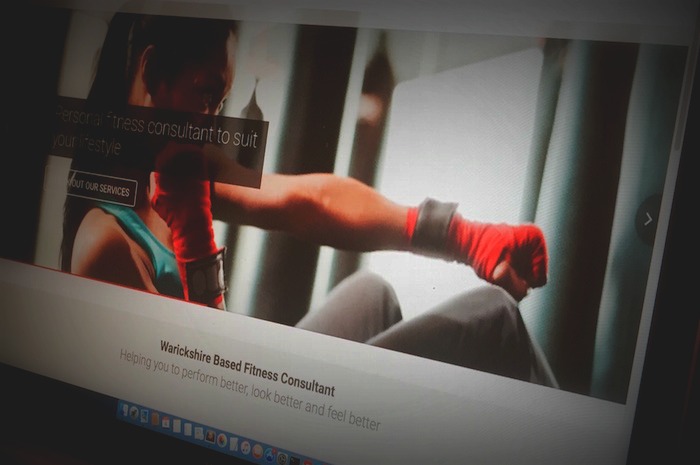 Personal fitness consultant to suit
your lifestyle
OUT OUR SERVICES
Warickshire Based Fitness Consultant
Helping you to perform better, look better and feel better